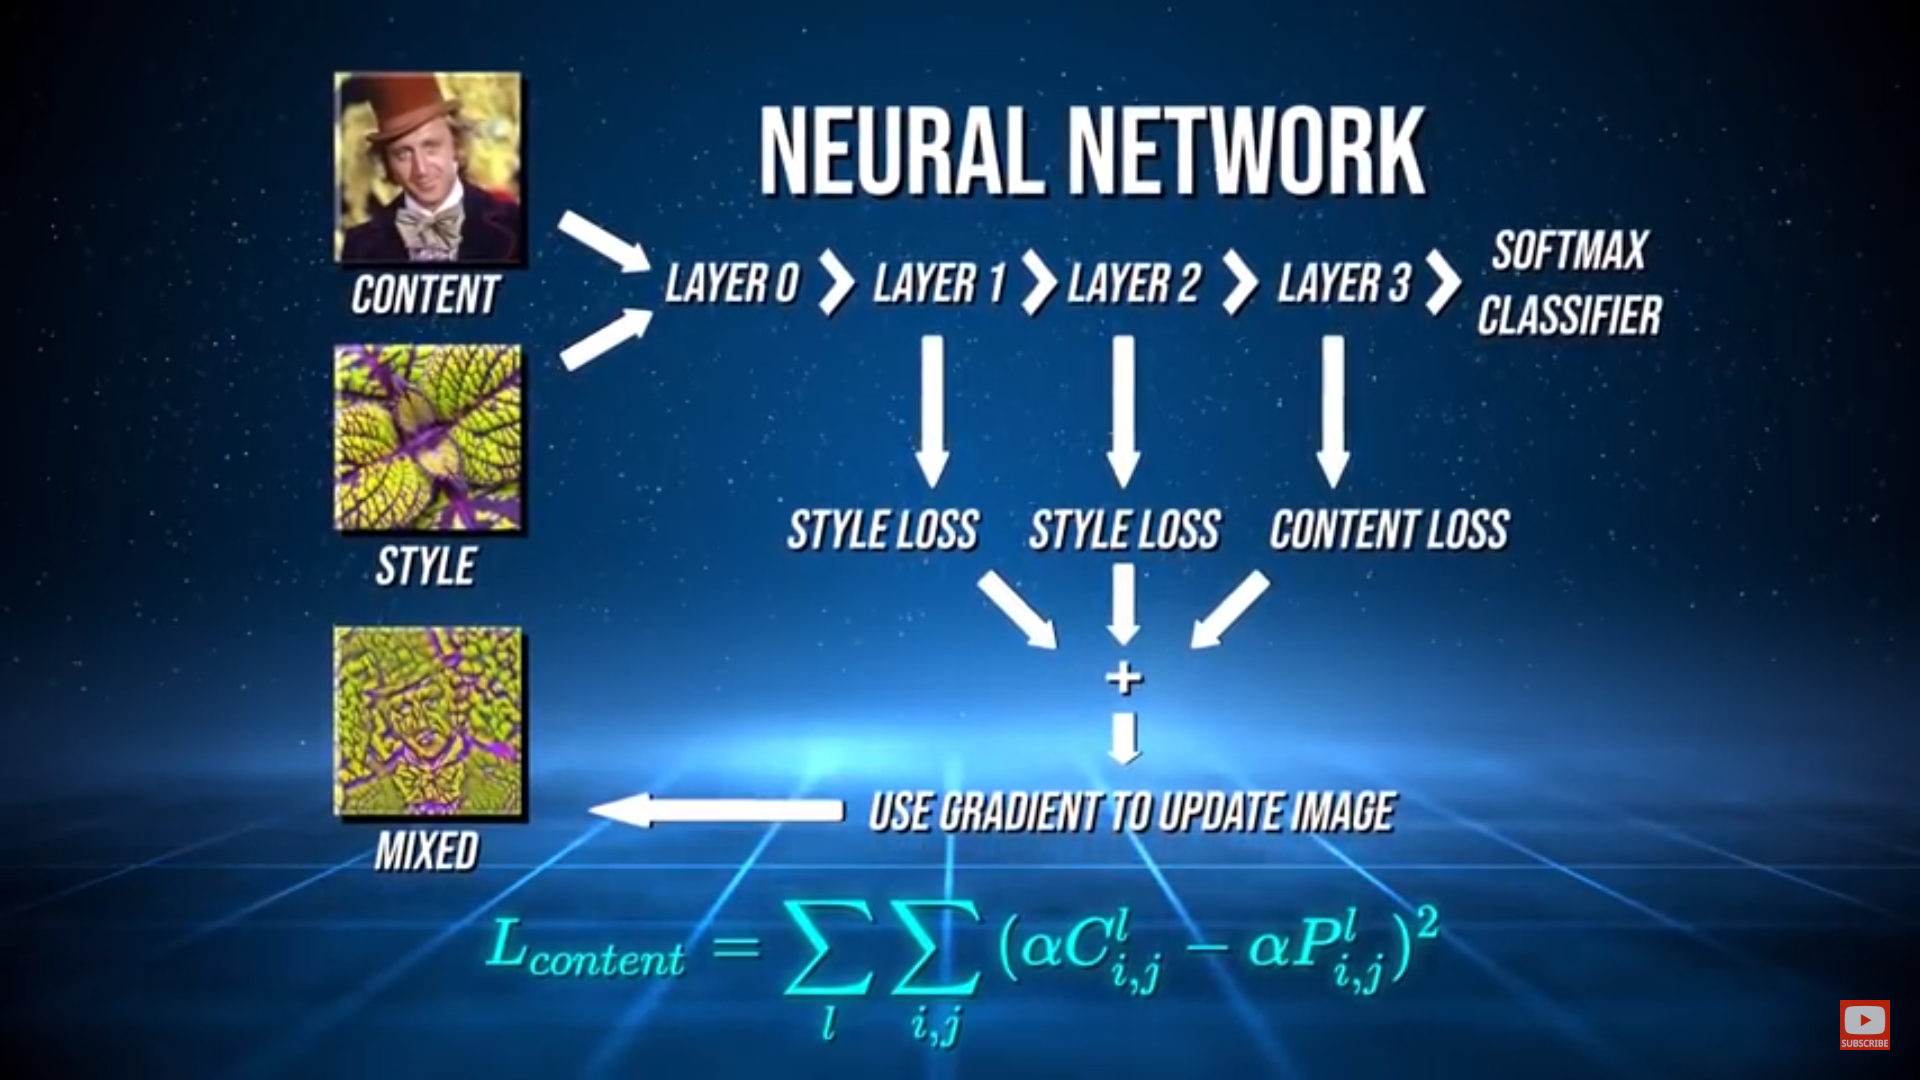 NEURAL NETWORK
CONTENT
LAYER 0 > LAYER 1 > LAYER 2 > LAYER 3 > SOFTMAX
CLASSIFIER
STYLE
STYLE LOSS STYLE LOSS CONTENT LOSS
+
USE GRADIENT TO UPDATE IMAGE
MIXED
L_{content} = \sum_{l} \sum_{i,j} (\alpha C^{l}_{i,j} - \alpha P^{l}_{i,j})^2
SUBSCRIBE